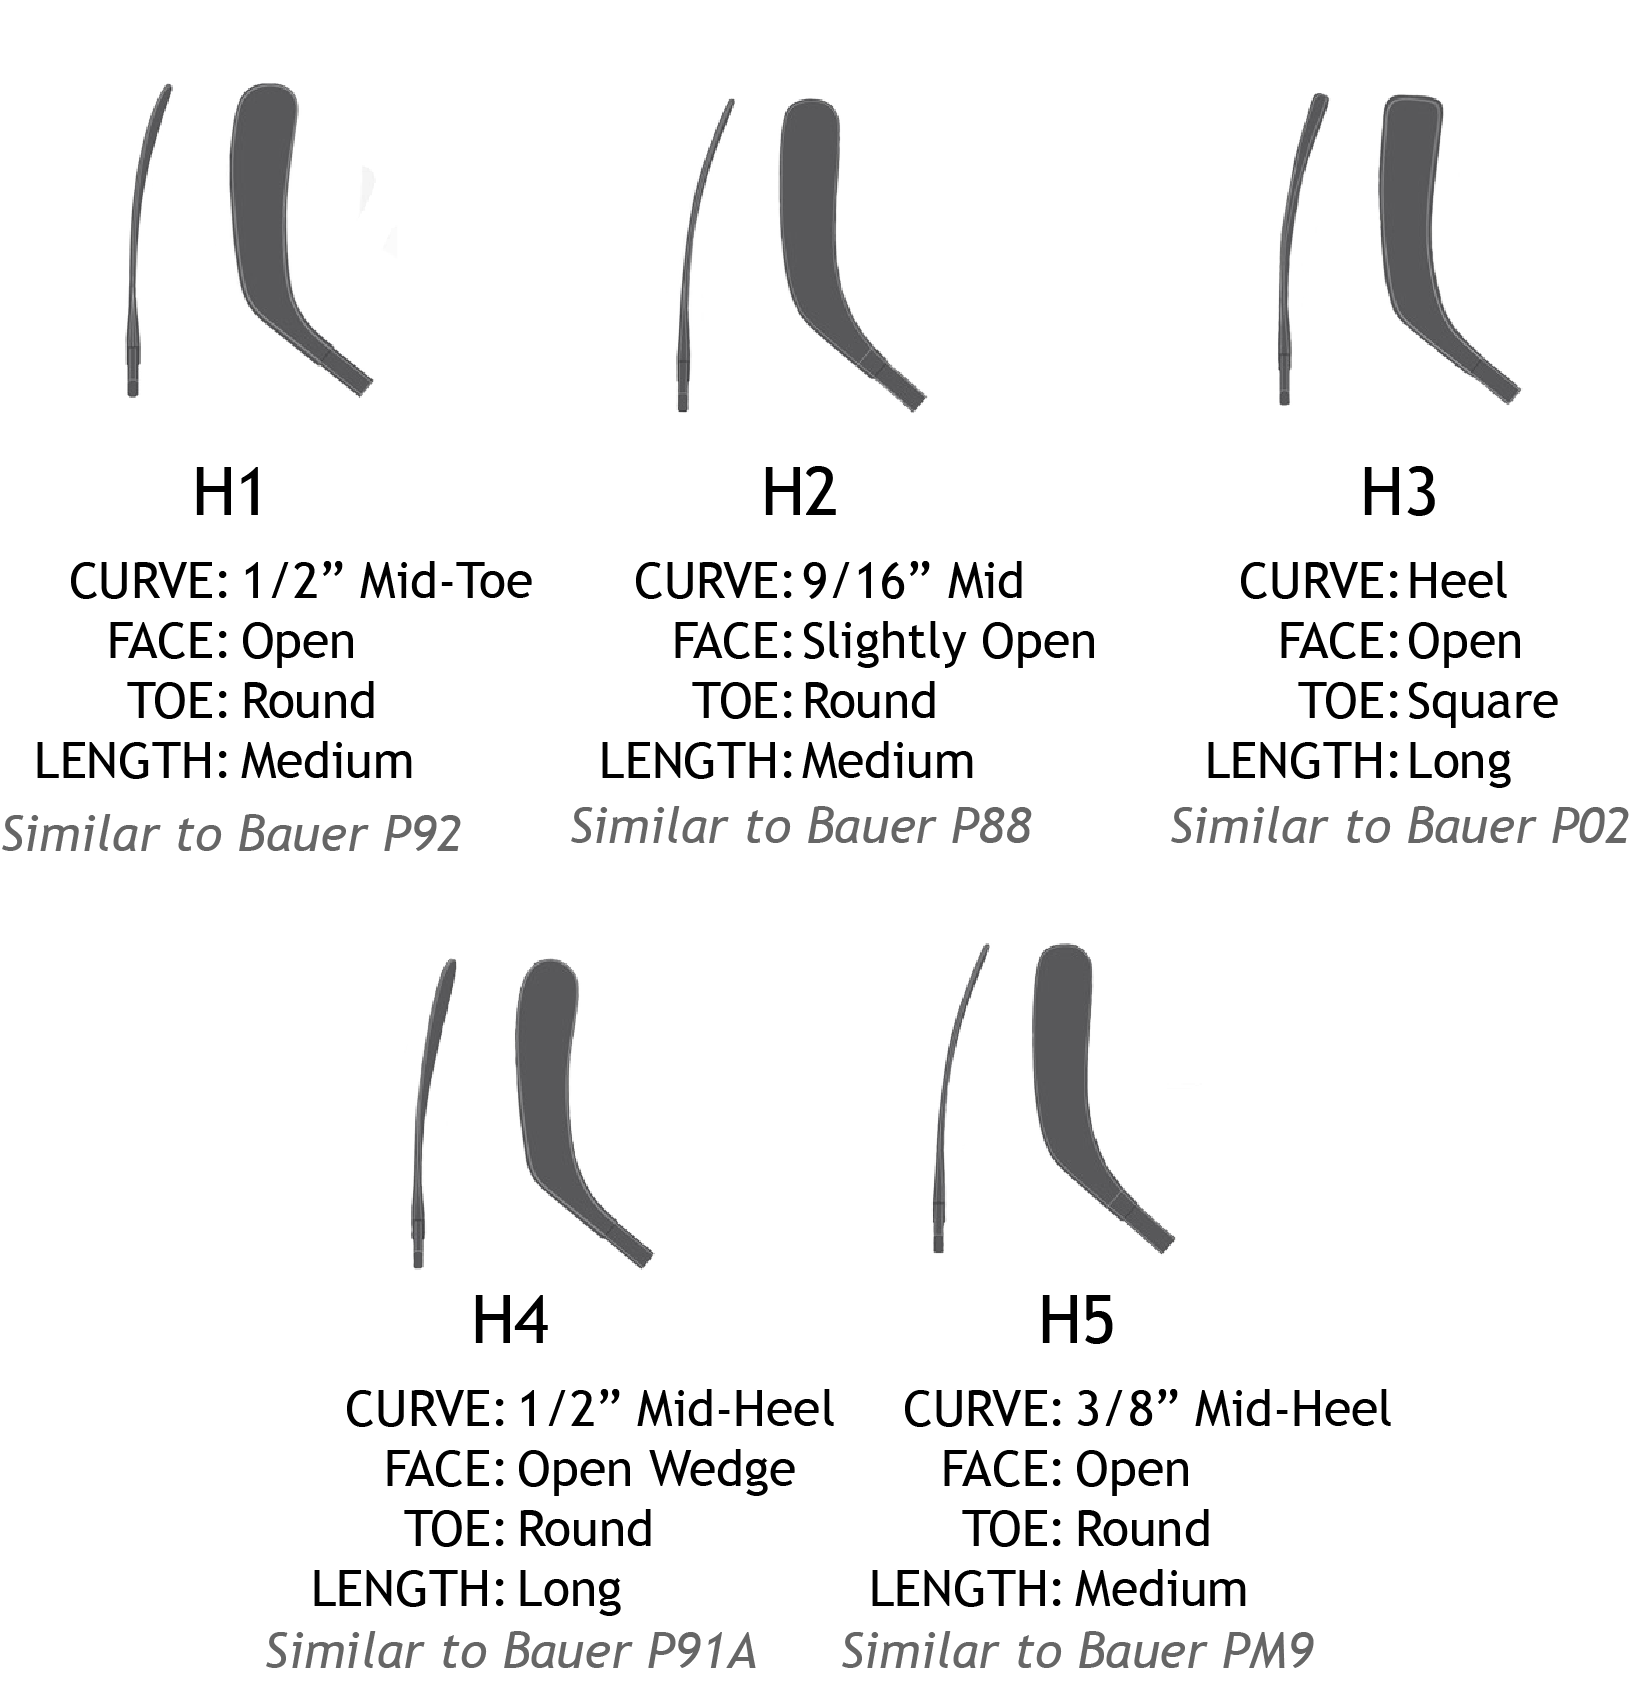 H1
CURVE: 1/2” Mid-Toe
FACE: Open
TOE: Round
LENGTH: Medium
Similar to Bauer P92
H2
CURVE: 9/16” Mid
FACE: Slightly Open
TOE: Round
LENGTH: Medium
Similar to Bauer P88
H3
CURVE: Heel
FACE: Open
TOE: Square
LENGTH: Long
Similar to Bauer P02
H4
CURVE: 1/2” Mid-Heel
FACE: Open Wedge
TOE: Round
LENGTH: Long
Similar to Bauer P91A
H5
CURVE: 3/8” Mid-Heel
FACE: Open
TOE: Round
LENGTH: Medium
Similar to Bauer PM9